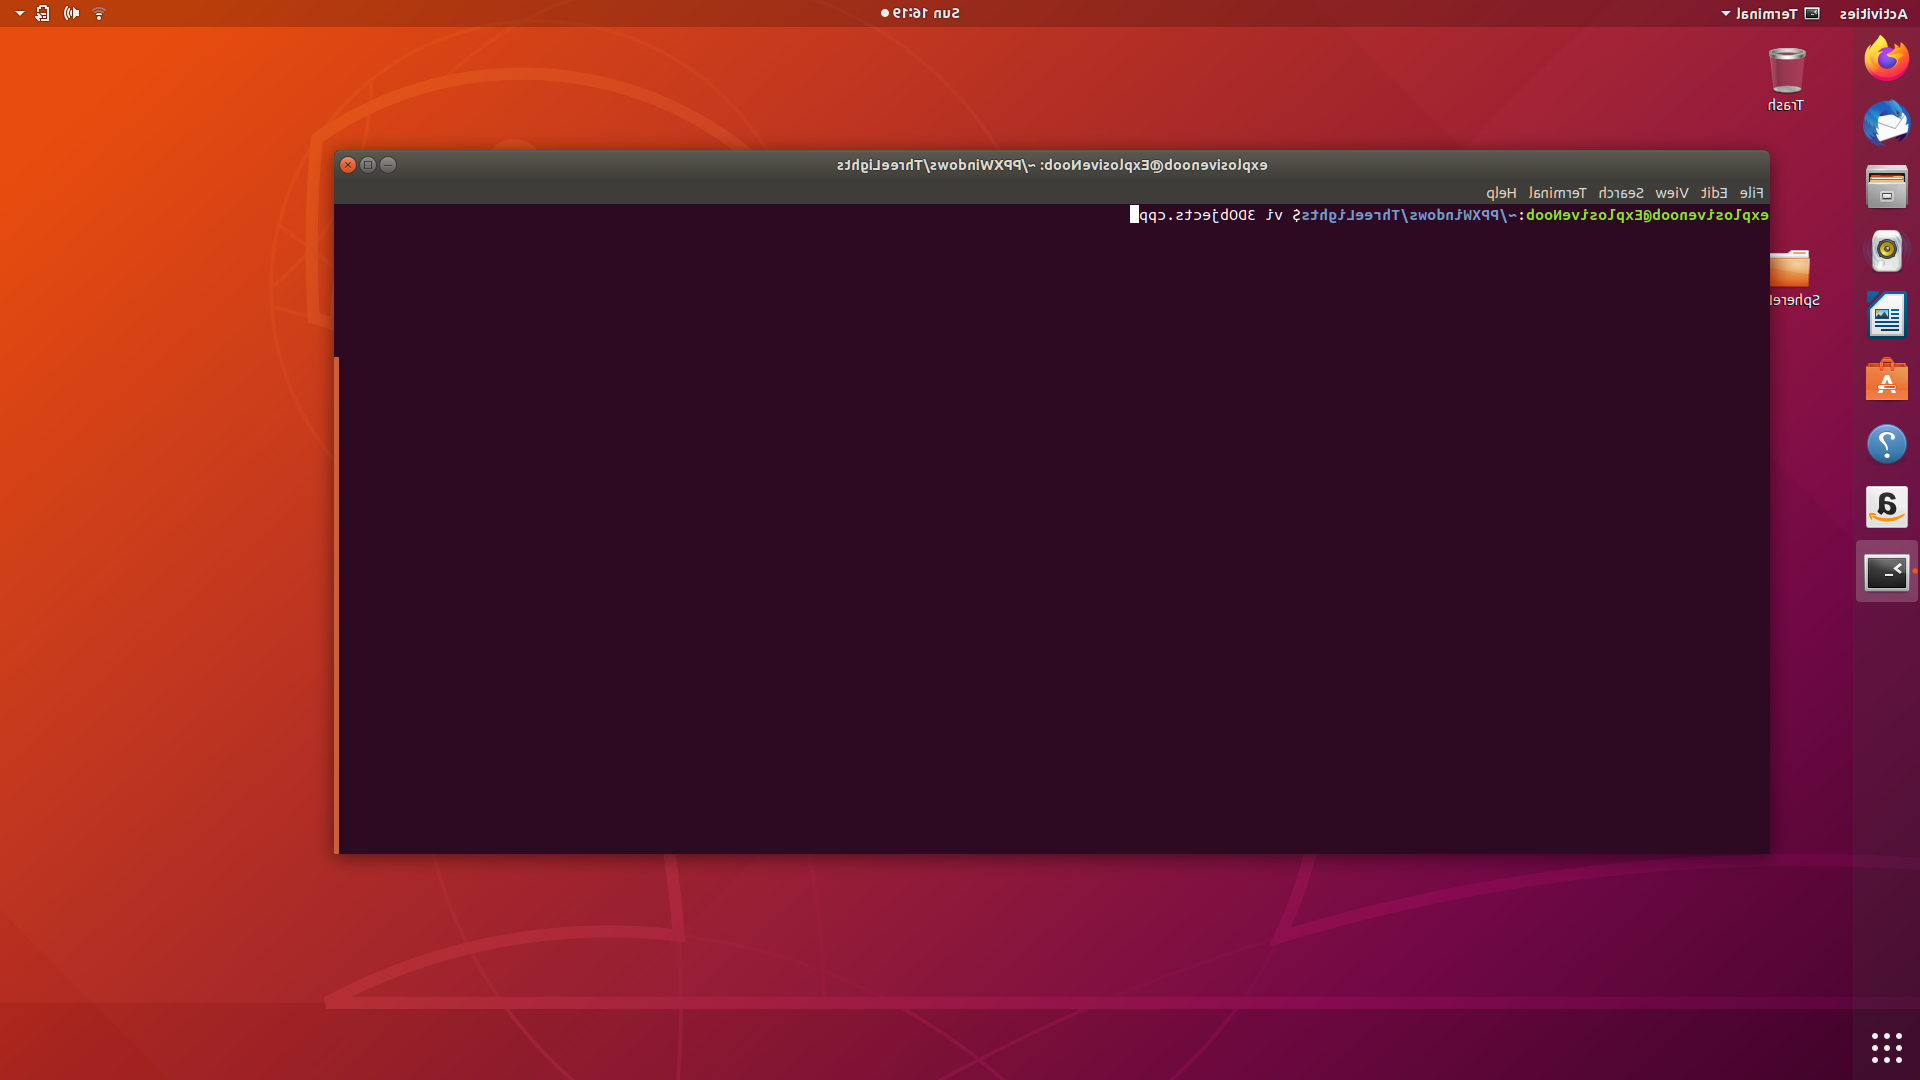 Activities
Terminal
Sun 16:19
Trash
explosivenoob@ExplosiveNoob: ~/PPXWindows/ThreeLights
File Edit View Search Terminal Help
explosivenoob@ExplosiveNoob:~/PPXWindows/ThreeLights$ vi 3DObjects.cpp